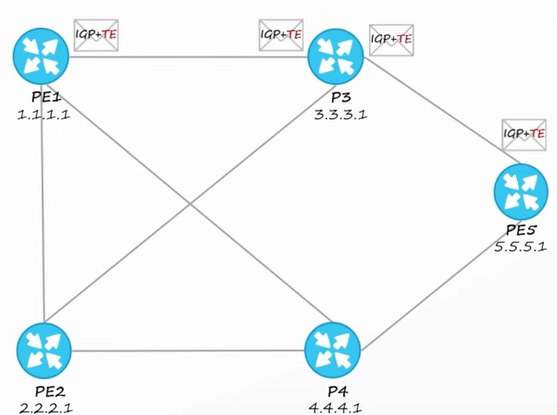 IGP+TE
IGP+TE
IGP+TE
PE1
1.1.1.1
P3
3.3.3.1
IGP+TE
PE5
5.5.5.1
PE2
2.2.2.1
P4
4.4.4.1